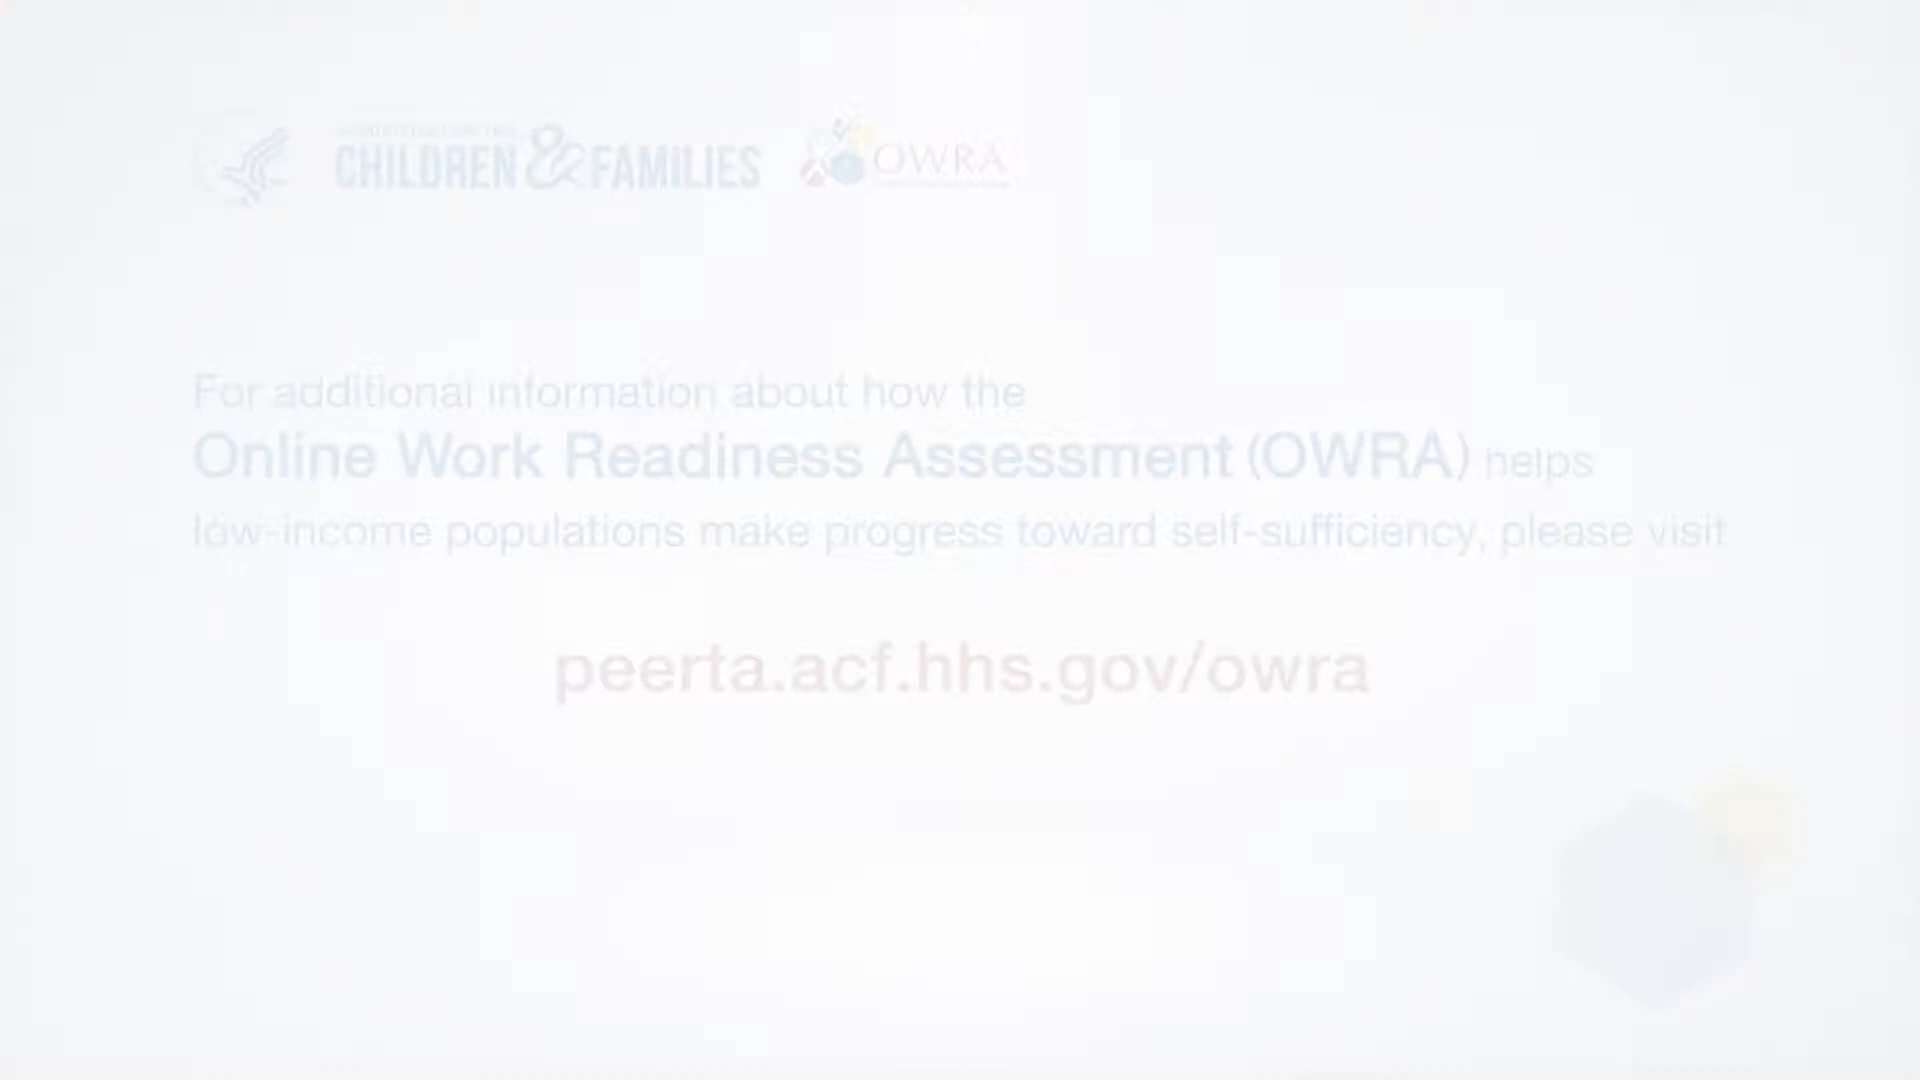 CHILDREN & FAMILIES
OWRA
For additional information about how the
Online Work Readiness Assessment (OWRA) helps
low-income populations make progress toward self-sufficiency, please visit
peerta.acf.hhs.gov/owra